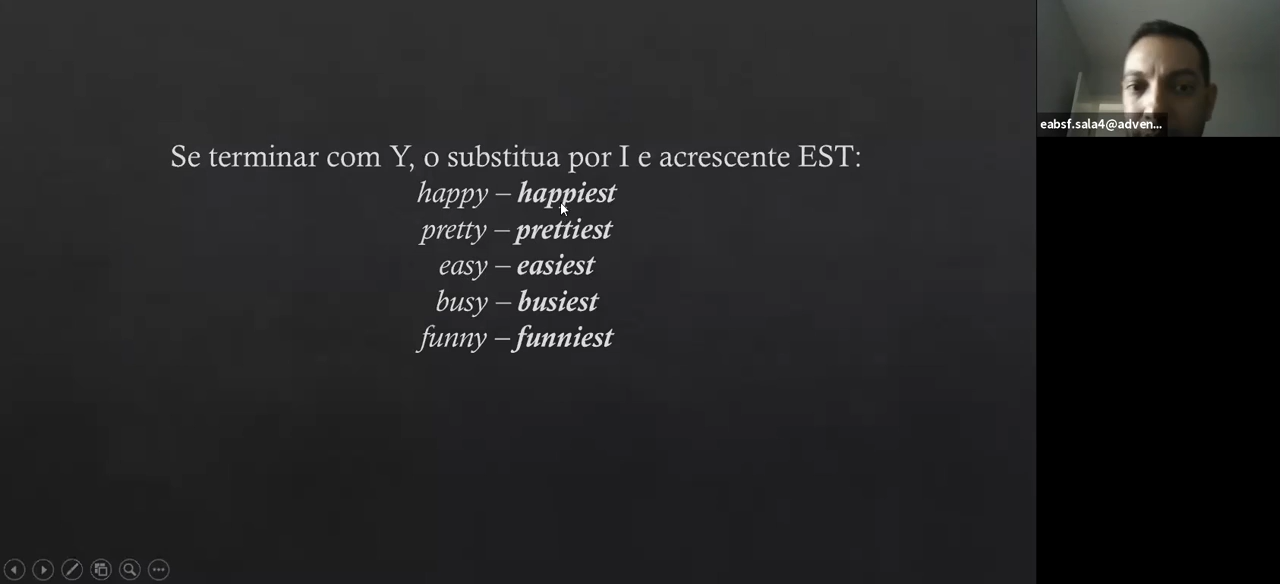 Se terminar com Y, o substitua por I e acrescente EST:
happy – happiest
pretty – prettiest
easy – easiest
busy – busiest
funny – funniest
eabsf.sala4@adven...